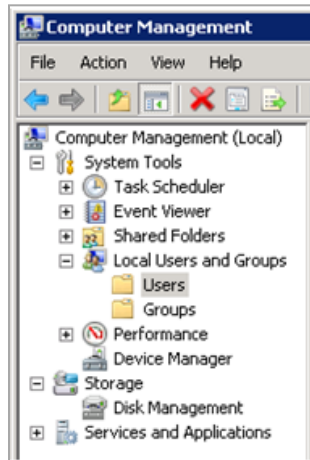 Computer Management
File Action View Help
Computer Management (Local)
System Tools
Task Scheduler
Event Viewer
Shared Folders
Local Users and Groups
Users
Groups
Performance
Device Manager
Storage
Disk Management
Services and Applications